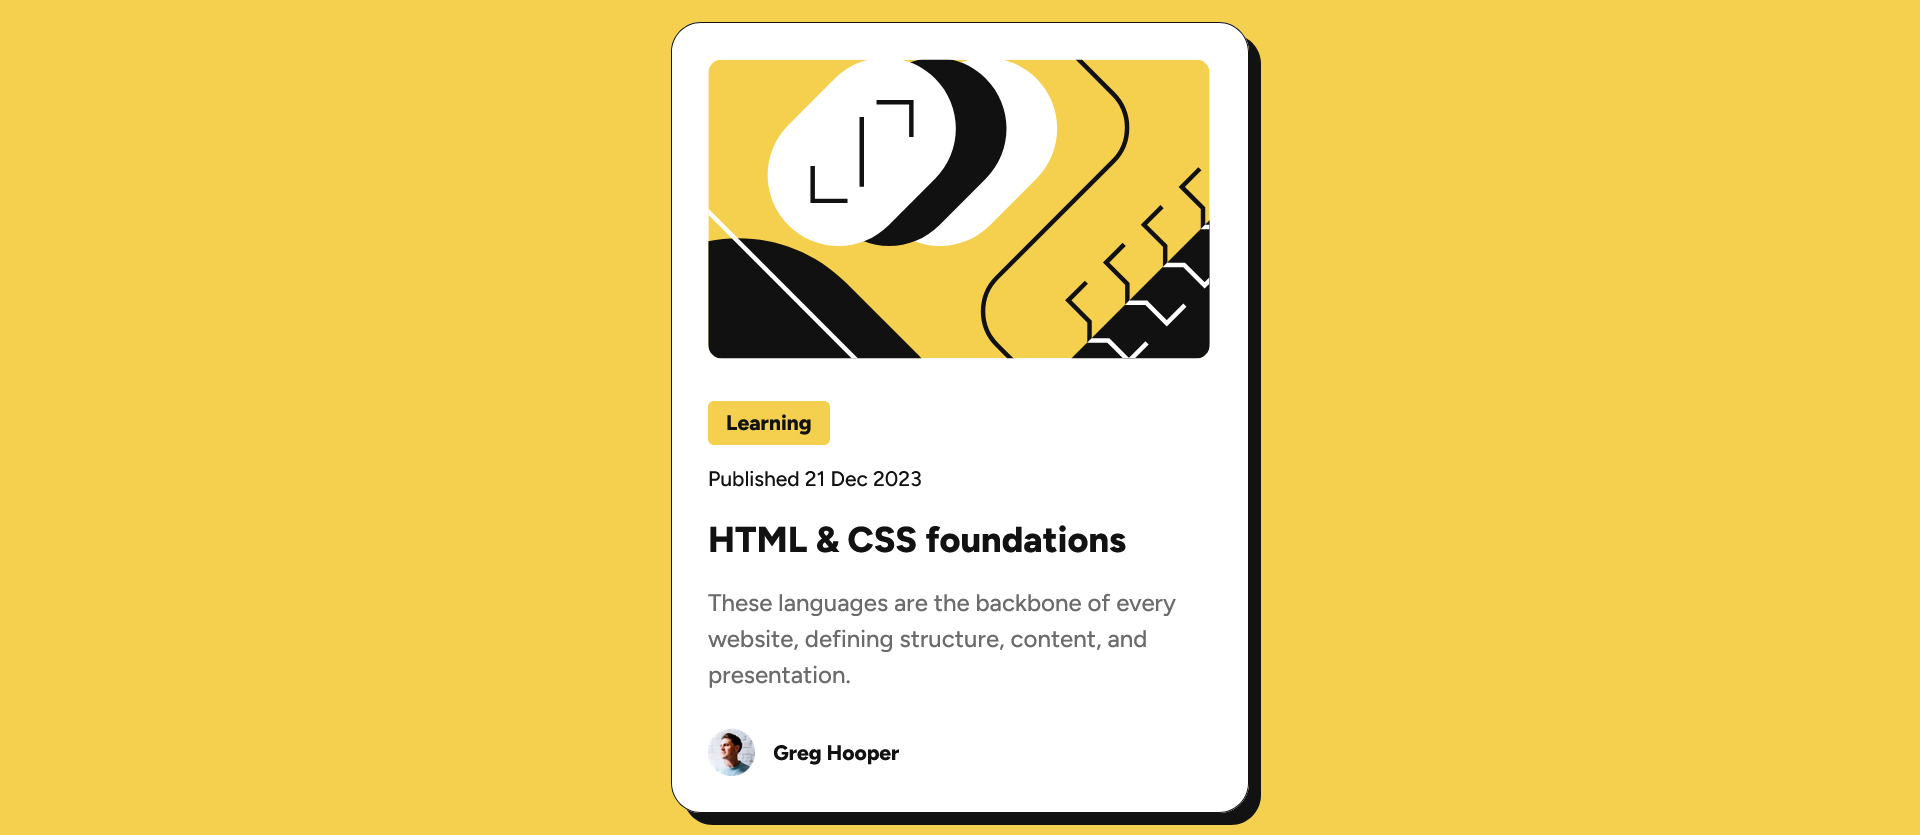 Learning
Published 21 Dec 2023
HTML & CSS foundations
These languages are the backbone of every
website, defining structure, content, and
presentation.
Greg Hooper